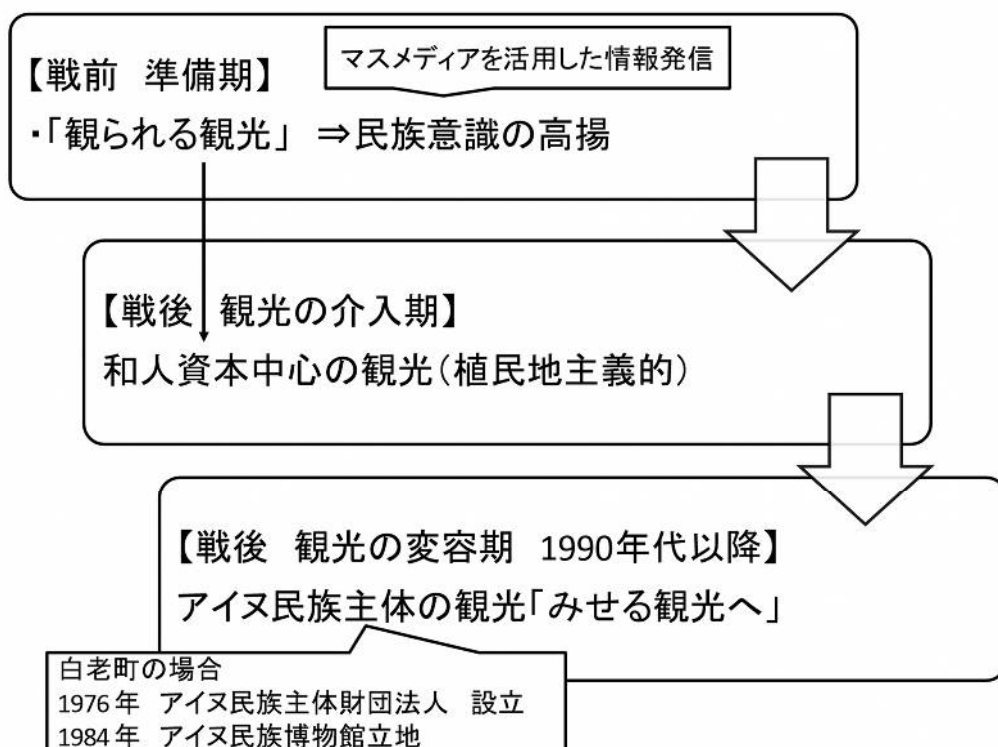 マスメディアを活用した情報発信
【戦前　準備期】
・「観られる観光」　⇒民族意識の高揚
【戦後　観光の介入期】
和人資本中心の観光（植民地主義的）
【戦後　観光の変容期　1990年代以降】
アイヌ民族主体の観光「みせる観光へ」
白老町の場合
1976年　アイヌ民族主体財団法人　設立
1984年　アイヌ民族博物館立地